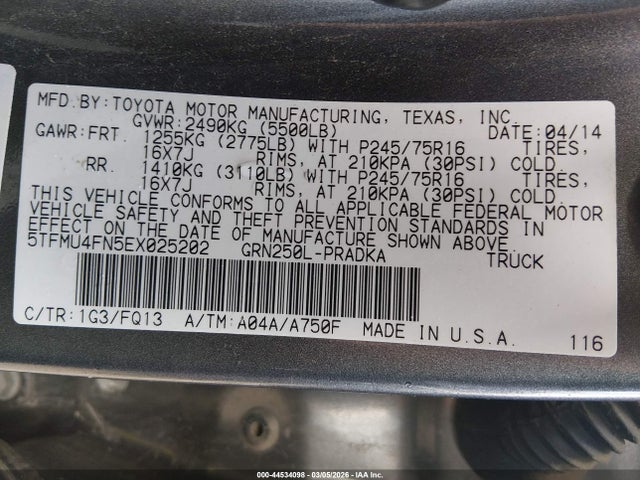 MFD.BY:TOYOTA MOTOR MANUFACTURING, TEXAS, INC.
GVWR:2490KG (5500LB) DATE:04/14
GAWR:FRT. 1255KG (2775LB) WITH P245/75R16 TIRES,
16X7J RIMS, AT 210KPA (30PSI) COLD.
RR. 1410KG (3110LB) WITH P245/75R16 TIRES,
16X7J RIMS, AT 210KPA (30PSI) COLD.
THIS VEHICLE CONFORMS TO ALL APPLICABLE FEDERAL MOTOR
VEHICLE SAFETY AND THEFT PREVENTION STANDARDS IN
EFFECT ON THE DATE OF MANUFACTURE SHOWN ABOVE.
5TFMU4FN5EX025202 GRN250L-PRADKA TRUCK
C/TR:1G3/FQ13 A/TM:A04A/A750F MADE IN U.S.A. 116
000-44534098 - 03/05/2026 - IAA Inc.